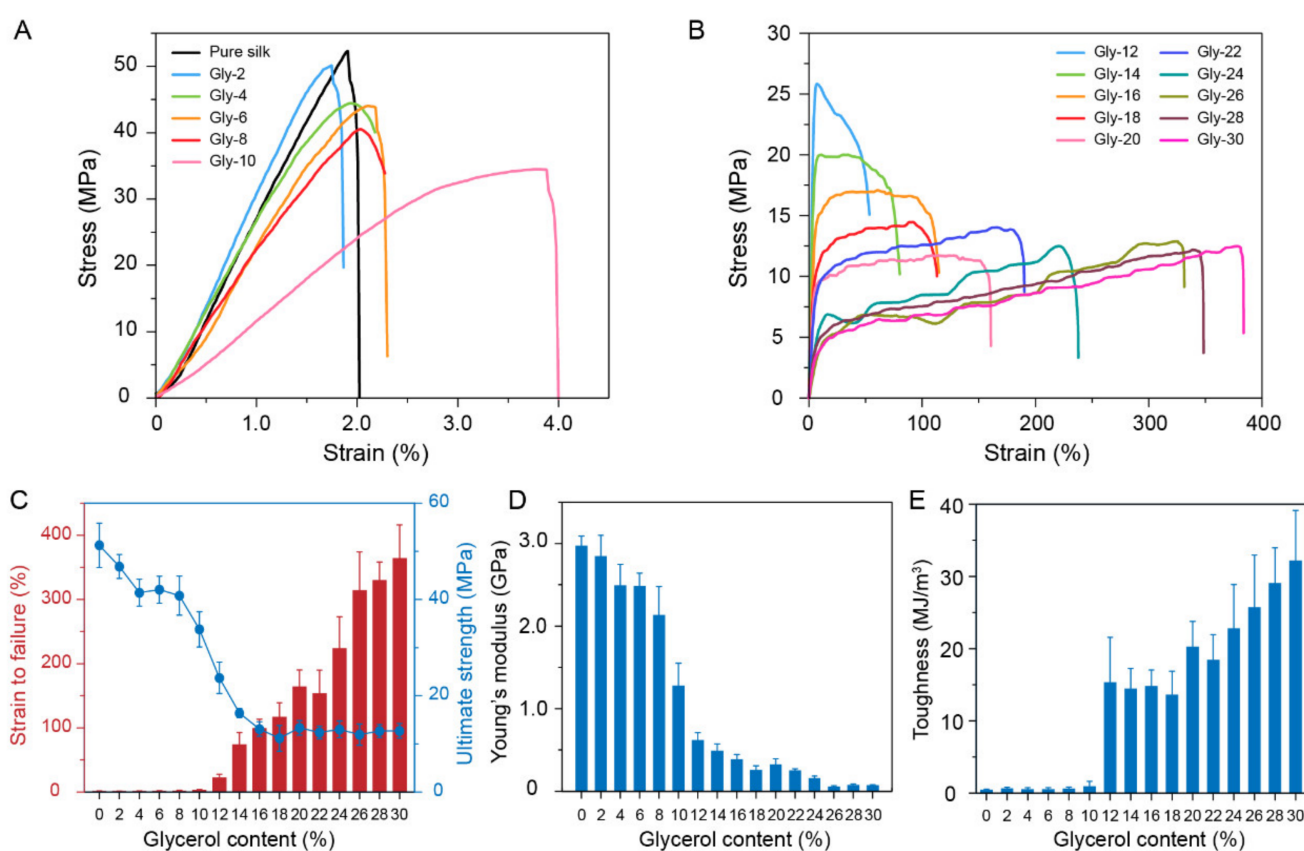 A
Pure silk
Gly-2
Gly-4
Gly-6
Gly-8
Gly-10
50
40
30
20
10
0
Stress (MPa)
0 1.0 2.0 3.0 4.0
Strain (%)
B
Gly-12 Gly-22
Gly-14 Gly-24
Gly-16 Gly-26
Gly-18 Gly-28
Gly-20 Gly-30
30
25
20
15
10
5
0
Stress (MPa)
0 100 200 300 400
Strain (%)
C
400
300
200
100
0
Strain to failure (%)
60
40
20
0
Ultimate strength (MPa)
0 2 4 6 8 10 12 14 16 18 20 22 24 26 28 30
Glycerol content (%)
D
3.0
2.0
1.0
0
Young's modulus (GPa)
0 2 4 6 8 10 12 14 16 18 20 22 24 26 28 30
Glycerol content (%)
E
40
30
20
10
0
Toughness (MJ/m³)
0 2 4 6 8 10 12 14 16 18 20 22 24 26 28 30
Glycerol content (%)